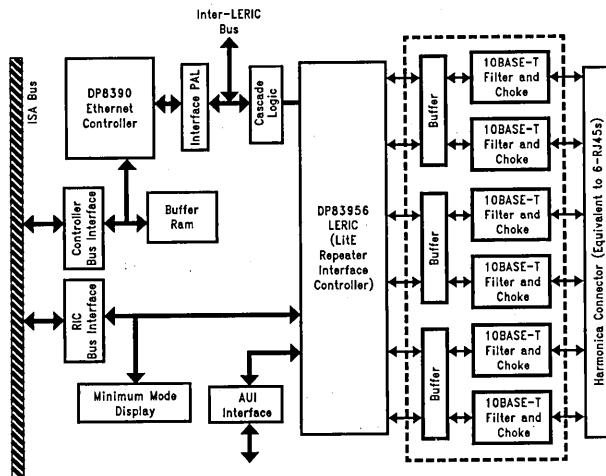 Inter-LERIC
Bus
ISA Bus
DP8390
Ethernet
Controller
Interface PAL
Cascade
Logic
Controller
Bus Interface
Buffer
Ram
RIC
Bus Interface
Minimum Mode
Display
AUI
Interface
DP83956
LERIC
(LitE
Repeater
Interface
Controller)
Buffer
Buffer
Buffer
10BASE-T
Filter and
Choke
10BASE-T
Filter and
Choke
10BASE-T
Filter and
Choke
10BASE-T
Filter and
Choke
10BASE-T
Filter and
Choke
10BASE-T
Filter and
Choke
Harmonica Connector (Equivalent to 6-RJ45s)